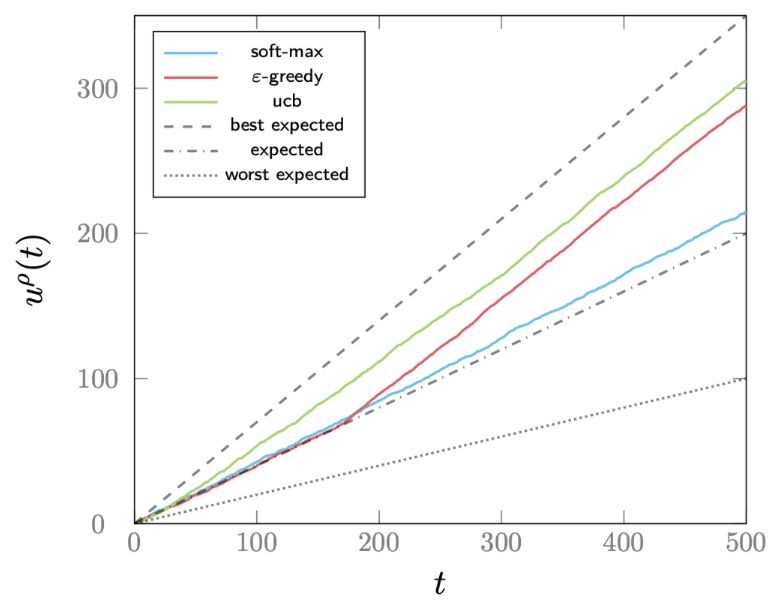 soft-max
ε-greedy
ucb
best expected
expected
worst expected
300
200
100
0
0 100 200 300 400 500
t
u^ρ(t)